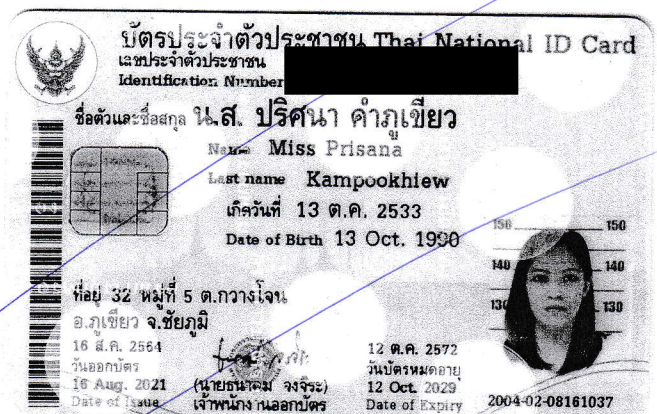 บัตรประจำตัวประชาชน Thai National ID Card
เลขประจำตัวประชาชน
Identification Number
ชื่อตัวและชื่อสกุล น.ส. ปริศนา คำภูเขียว
Name Miss Prisana
Last name Kampookhiew
เกิดวันที่ 13 ต.ค. 2533
Date of Birth 13 Oct. 1990
ที่อยู่ 32 หมู่ที่ 5 ต.กวางโจน
อ.ภูเขียว จ.ชัยภูมิ
16 ส.ค. 2564
วันออกบัตร
16 Aug. 2021
Date of Issue
(นายธนาคม จงจิระ)
เจ้าพนักงานออกบัตร
12 ต.ค. 2572
วันบัตรหมดอายุ
12 Oct. 2029
Date of Expiry
150 150
140 140
130 130
2004-02-08161037